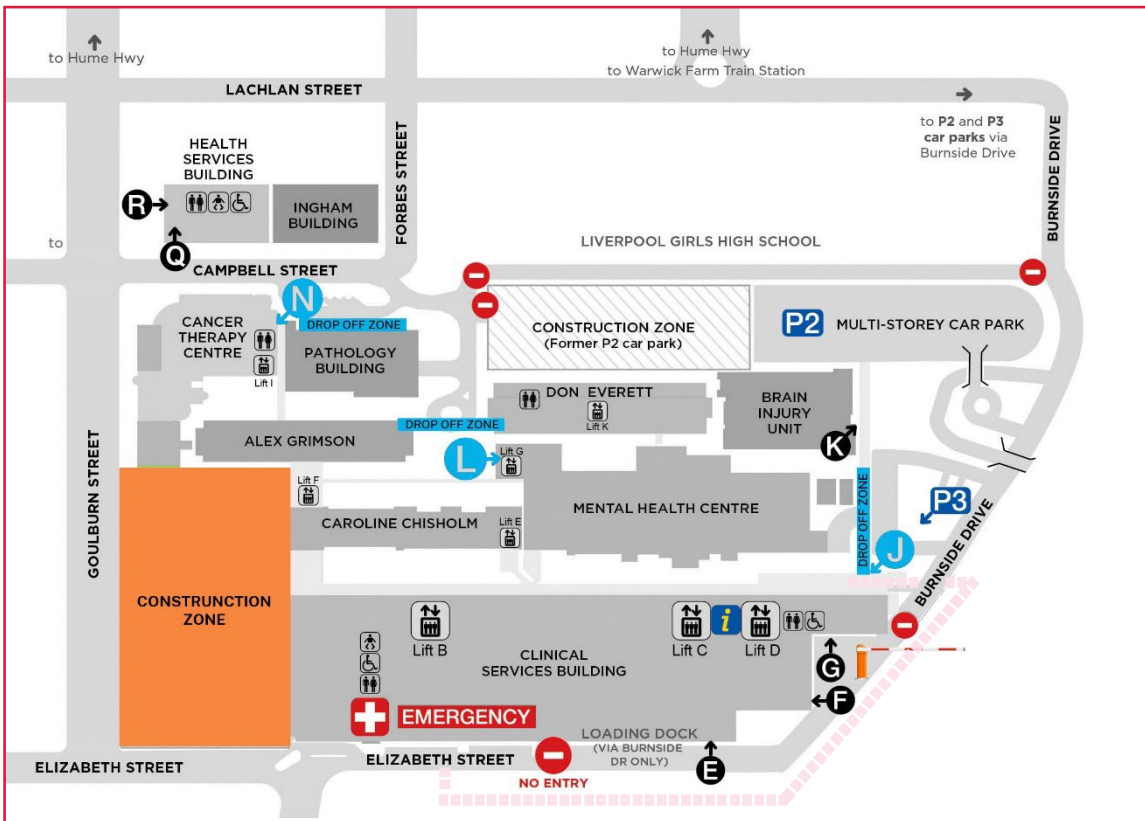 to Hume Hwy
to Hume Hwy
to Warwick Farm Train Station
LACHLAN STREET
to P2 and P3
car parks via
Burnside Drive
BURNSIDE DRIVE
FORBES STREET
HEALTH
SERVICES
BUILDING
R
INGHAM
BUILDING
Q
to
LIVERPOOL GIRLS HIGH SCHOOL
CAMPBELL STREET
N
CANCER
THERAPY
CENTRE
Lift I
DROP OFF ZONE
PATHOLOGY
BUILDING
CONSTRUCTION ZONE
(Former P2 car park)
P2
MULTI-STOREY CAR PARK
DON EVERETT
Lift K
BRAIN
INJURY
UNIT
K
DROP OFF ZONE
ALEX GRIMSON
L
Lift G
GOULBURN STREET
Lift F
CAROLINE CHISHOLM
Lift E
MENTAL HEALTH CENTRE
DROP OFF ZONE
P3
J
BURNSIDE DRIVE
CONSTRUNCTION
ZONE
Lift B
Lift C
i
Lift D
CLINICAL
SERVICES BUILDING
G
F
EMERGENCY
LOADING DOCK
(VIA BURNSIDE
DR ONLY)
E
ELIZABETH STREET
ELIZABETH STREET
NO ENTRY